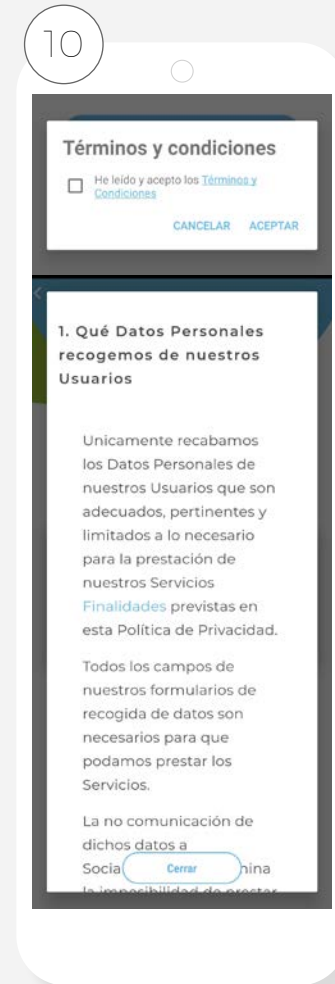 10
Términos y condiciones
He leído y acepto los Términos y
Condiciones
CANCELAR ACEPTAR
1. Qué Datos Personales
recogemos de nuestros
Usuarios
Unicamente recabamos
los Datos Personales de
nuestros Usuarios que son
adecuados, pertinentes y
limitados a lo necesario
para la prestación de
nuestros Servicios
Finalidades previstas en
esta Política de Privacidad.
Todos los campos de
nuestros formularios de
recogida de datos son
necesarios para que
podamos prestar los
Servicios.
La no comunicación de
dichos datos a
Cerrar